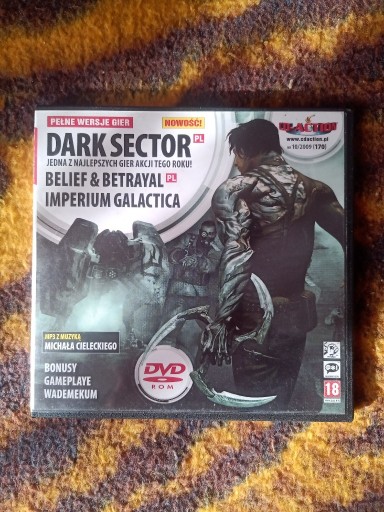 PEŁNE WERSJE GIER
NOWOŚĆ!
CD-ACTION
www.cdaction.pl
nr 10/2009 (170)
DARK SECTOR PL
JEDNA Z NAJLEPSZYCH GIER AKCJI TEGO ROKU!
BELIEF & BETRAYAL PL
IMPERIUM GALACTICA
MP3 Z MUZYKĄ
MICHAŁA CIELECKIEGO
BONUSY
GAMEPLAYE
WADEMEKUM
DVD
ROM
18